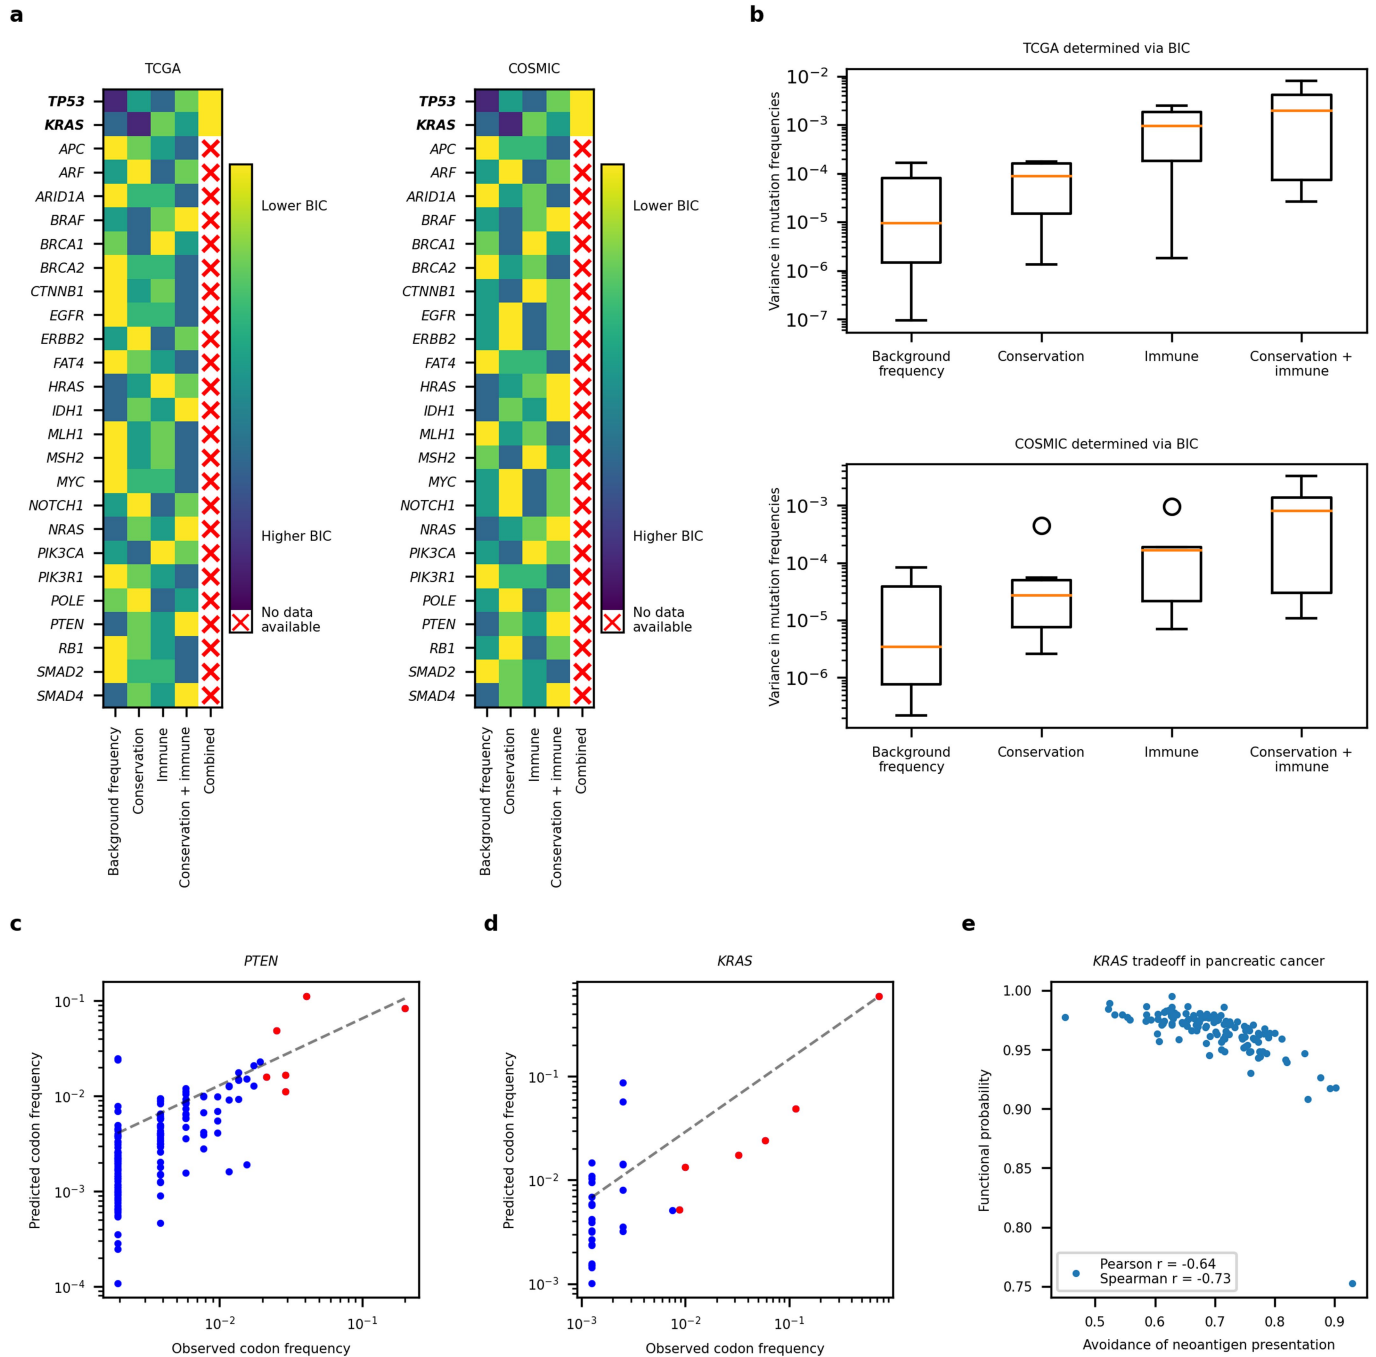 a
TCGA
TP53
KRAS
APC
ARF
ARID1A
BRAF
BRCA1
BRCA2
CTNNB1
EGFR
ERBB2
FAT4
HRAS
IDH1
MLH1
MSH2
MYC
NOTCH1
NRAS
PIK3CA
PIK3R1
POLE
PTEN
RB1
SMAD2
SMAD4
Background frequency
Conservation
Immune
Conservation + immune
Combined
Lower BIC
Higher BIC
No data
available
COSMIC
TP53
KRAS
APC
ARF
ARID1A
BRAF
BRCA1
BRCA2
CTNNB1
EGFR
ERBB2
FAT4
HRAS
IDH1
MLH1
MSH2
MYC
NOTCH1
NRAS
PIK3CA
PIK3R1
POLE
PTEN
RB1
SMAD2
SMAD4
Background frequency
Conservation
Immune
Conservation + immune
Combined
Lower BIC
Higher BIC
No data
available
b
TCGA determined via BIC
Variance in mutation frequencies
10⁻²
10⁻³
10⁻⁴
10⁻⁵
10⁻⁶
10⁻⁷
Background
frequency
Conservation
Immune
Conservation +
immune
COSMIC determined via BIC
Variance in mutation frequencies
10⁻³
10⁻⁴
10⁻⁵
10⁻⁶
Background
frequency
Conservation
Immune
Conservation +
immune
c
PTEN
Predicted codon frequency
10⁻¹
10⁻²
10⁻³
10⁻⁴
10⁻² 10⁻¹
Observed codon frequency
d
KRAS
Predicted codon frequency
10⁻¹
10⁻²
10⁻³
10⁻³ 10⁻² 10⁻¹
Observed codon frequency
e
KRAS tradeoff in pancreatic cancer
Functional probability
1.00
0.95
0.90
0.85
0.80
0.75
Pearson r = -0.64
Spearman r = -0.73
0.5 0.6 0.7 0.8 0.9
Avoidance of neoantigen presentation